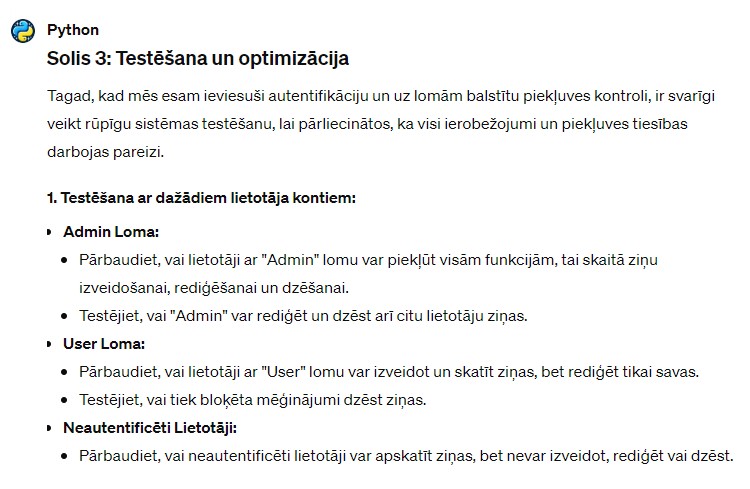 Python
Solis 3: Testēšana un optimizācija
Tagad, kad mēs esam ieviesuši autentifikāciju un uz lomām balstītu piekļuves kontroli, ir svarīgi
veikt rūpīgu sistēmas testēšanu, lai pārliecinātos, ka visi ierobežojumi un piekļuves tiesības
darbojas pareizi.
1. Testēšana ar dažādiem lietotāja kontiem:
Admin Loma:
Pārbaudiet, vai lietotāji ar "Admin" lomu var piekļūt visām funkcijām, tai skaitā ziņu
izveidošanai, rediģēšanai un dzēšanai.
Testējiet, vai "Admin" var rediģēt un dzēst arī citu lietotāju ziņas.
User Loma:
Pārbaudiet, vai lietotāji ar "User" lomu var izveidot un skatīt ziņas, bet rediģēt tikai savas.
Testējiet, vai tiek bloķēta mēģinājumi dzēst ziņas.
Neautentificēti Lietotāji:
Pārbaudiet, vai neautentificēti lietotāji var apskatīt ziņas, bet nevar izveidot, rediģēt vai dzēst.